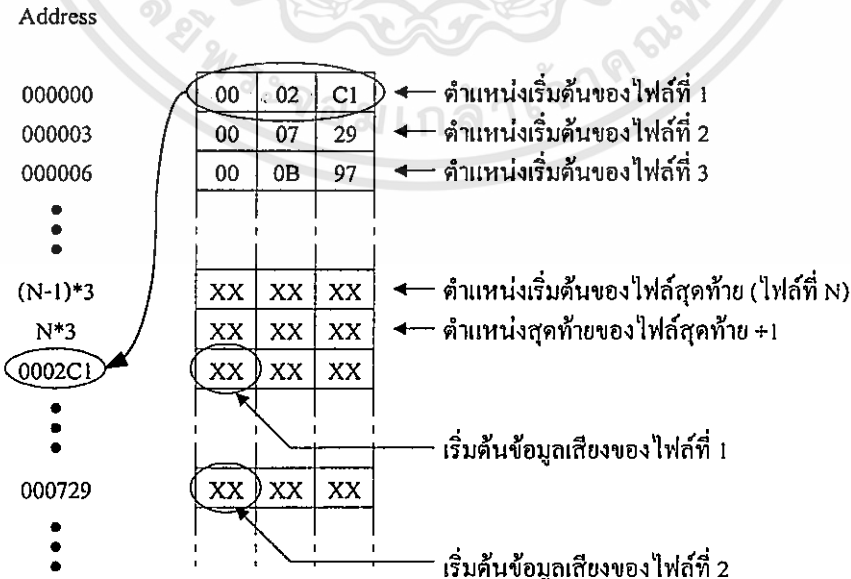 Address
000000 00 02 C1 ตำแหน่งเริ่มต้นของไฟล์ที่ 1
000003 00 07 29 ตำแหน่งเริ่มต้นของไฟล์ที่ 2
000006 00 0B 97 ตำแหน่งเริ่มต้นของไฟล์ที่ 3
(N-1)*3 XX XX XX ตำแหน่งเริ่มต้นของไฟล์สุดท้าย (ไฟล์ที่ N)
N*3 XX XX XX ตำแหน่งสุดท้ายของไฟล์สุดท้าย +1
0002C1 XX XX XX
เริ่มต้นข้อมูลเสียงของไฟล์ที่ 1
000729 XX XX XX
เริ่มต้นข้อมูลเสียงของไฟล์ที่ 2